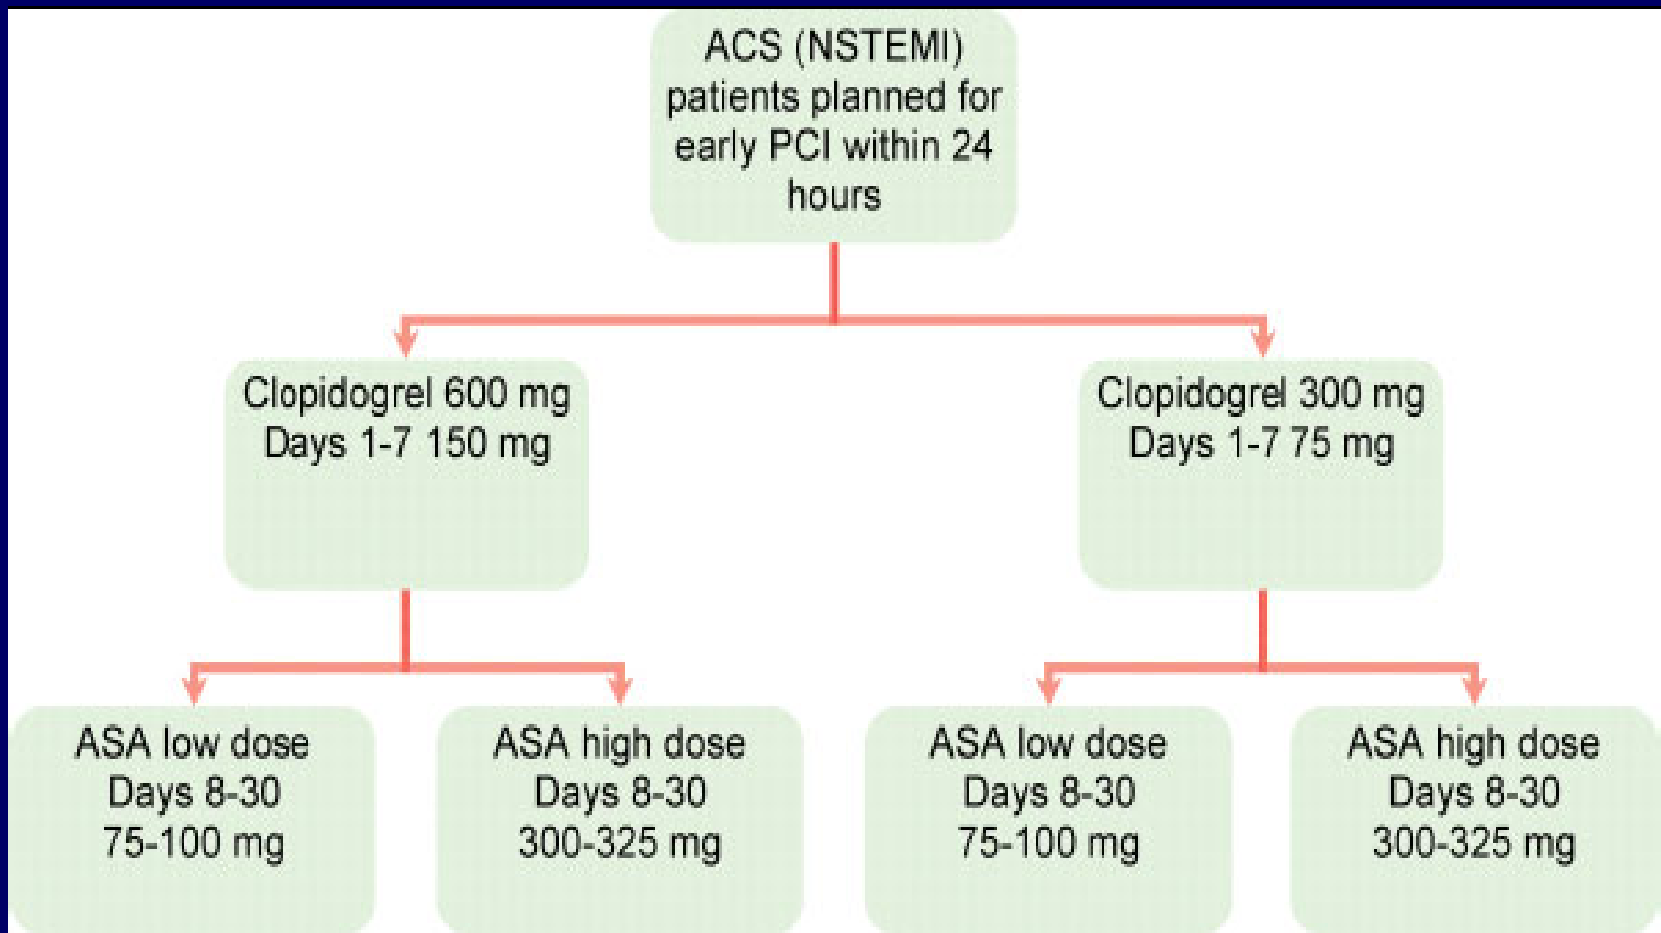 ACS (NSTEMI)
patients planned for
early PCI within 24
hours
Clopidogrel 600 mg
Days 1-7 150 mg
Clopidogrel 300 mg
Days 1-7 75 mg
ASA low dose
Days 8-30
75-100 mg
ASA high dose
Days 8-30
300-325 mg
ASA low dose
Days 8-30
75-100 mg
ASA high dose
Days 8-30
300-325 mg